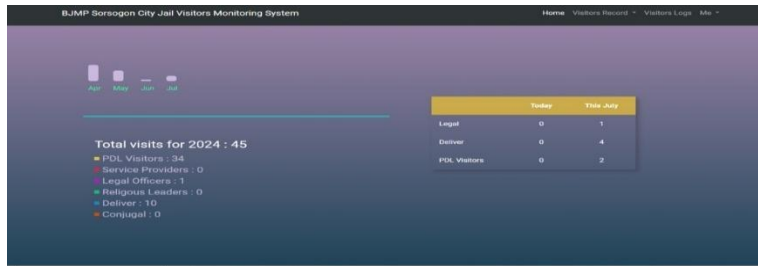 BJMP Sorsogon City Jail Visitors Monitoring System
Home Visitors Record Visitors Logs Me
Apr May Jun Jul
Total visits for 2024 : 45
PDL Visitors : 34
Service Providers : 0
Legal Officers : 1
Religous Leaders : 0
Deliver : 10
Conjugal : 0
Today This July
Legal 0 1
Deliver 0 4
PDL Visitors 0 2